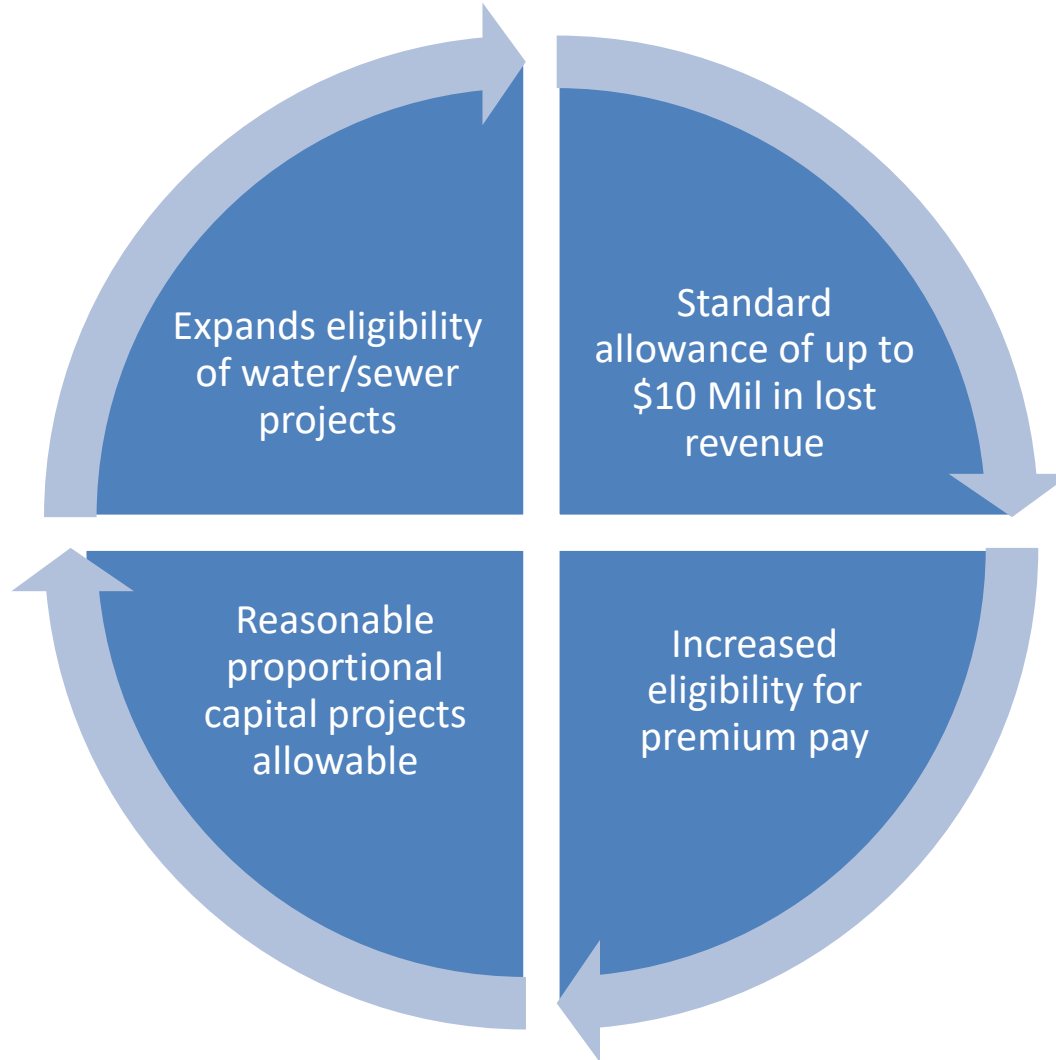 Expands eligibility
of water/sewer
projects
Standard
allowance of up to
$10 Mil in lost
revenue
Reasonable
proportional
capital projects
allowable
Increased
eligibility for
premium pay